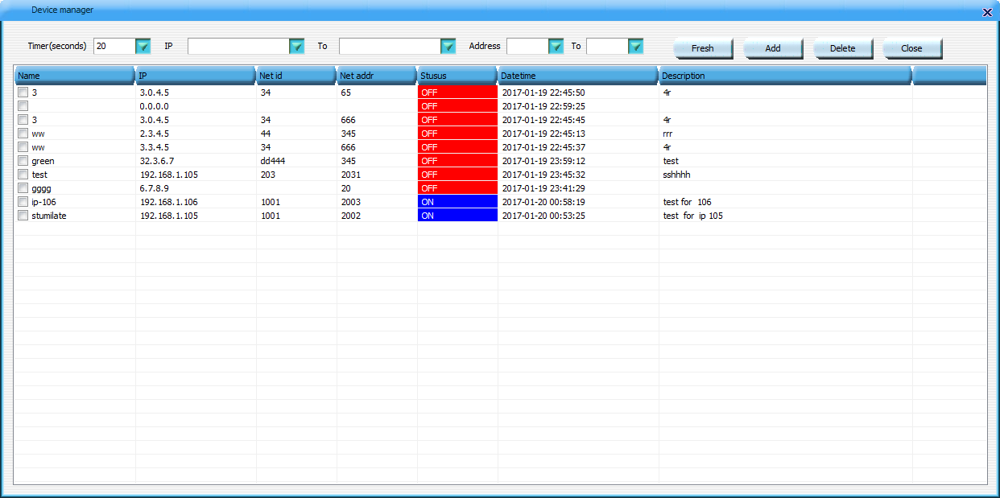 Device manager
Timer(seconds) 20 IP To Address To Fresh Add Delete Close
Name IP Net id Net addr Stusus Datetime Description
3 3.0.4.5 34 65 OFF 2017-01-19 22:45:50 4r
0.0.0.0 OFF 2017-01-19 22:59:25
3 3.0.4.5 34 666 OFF 2017-01-19 22:45:45 4r
ww 2.3.4.5 44 345 OFF 2017-01-19 22:45:13 rrr
ww 3.3.4.5 34 666 OFF 2017-01-19 22:45:37 4r
green 32.3.6.7 dd444 345 OFF 2017-01-19 23:59:12 test
test 192.168.1.105 203 2031 OFF 2017-01-19 23:45:32 sshhhh
gggg 6.7.8.9 20 OFF 2017-01-19 23:41:29
ip-106 192.168.1.106 1001 2003 ON 2017-01-20 00:58:19 test for 106
stumilate 192.168.1.105 1001 2002 ON 2017-01-20 00:53:25 test for ip 105